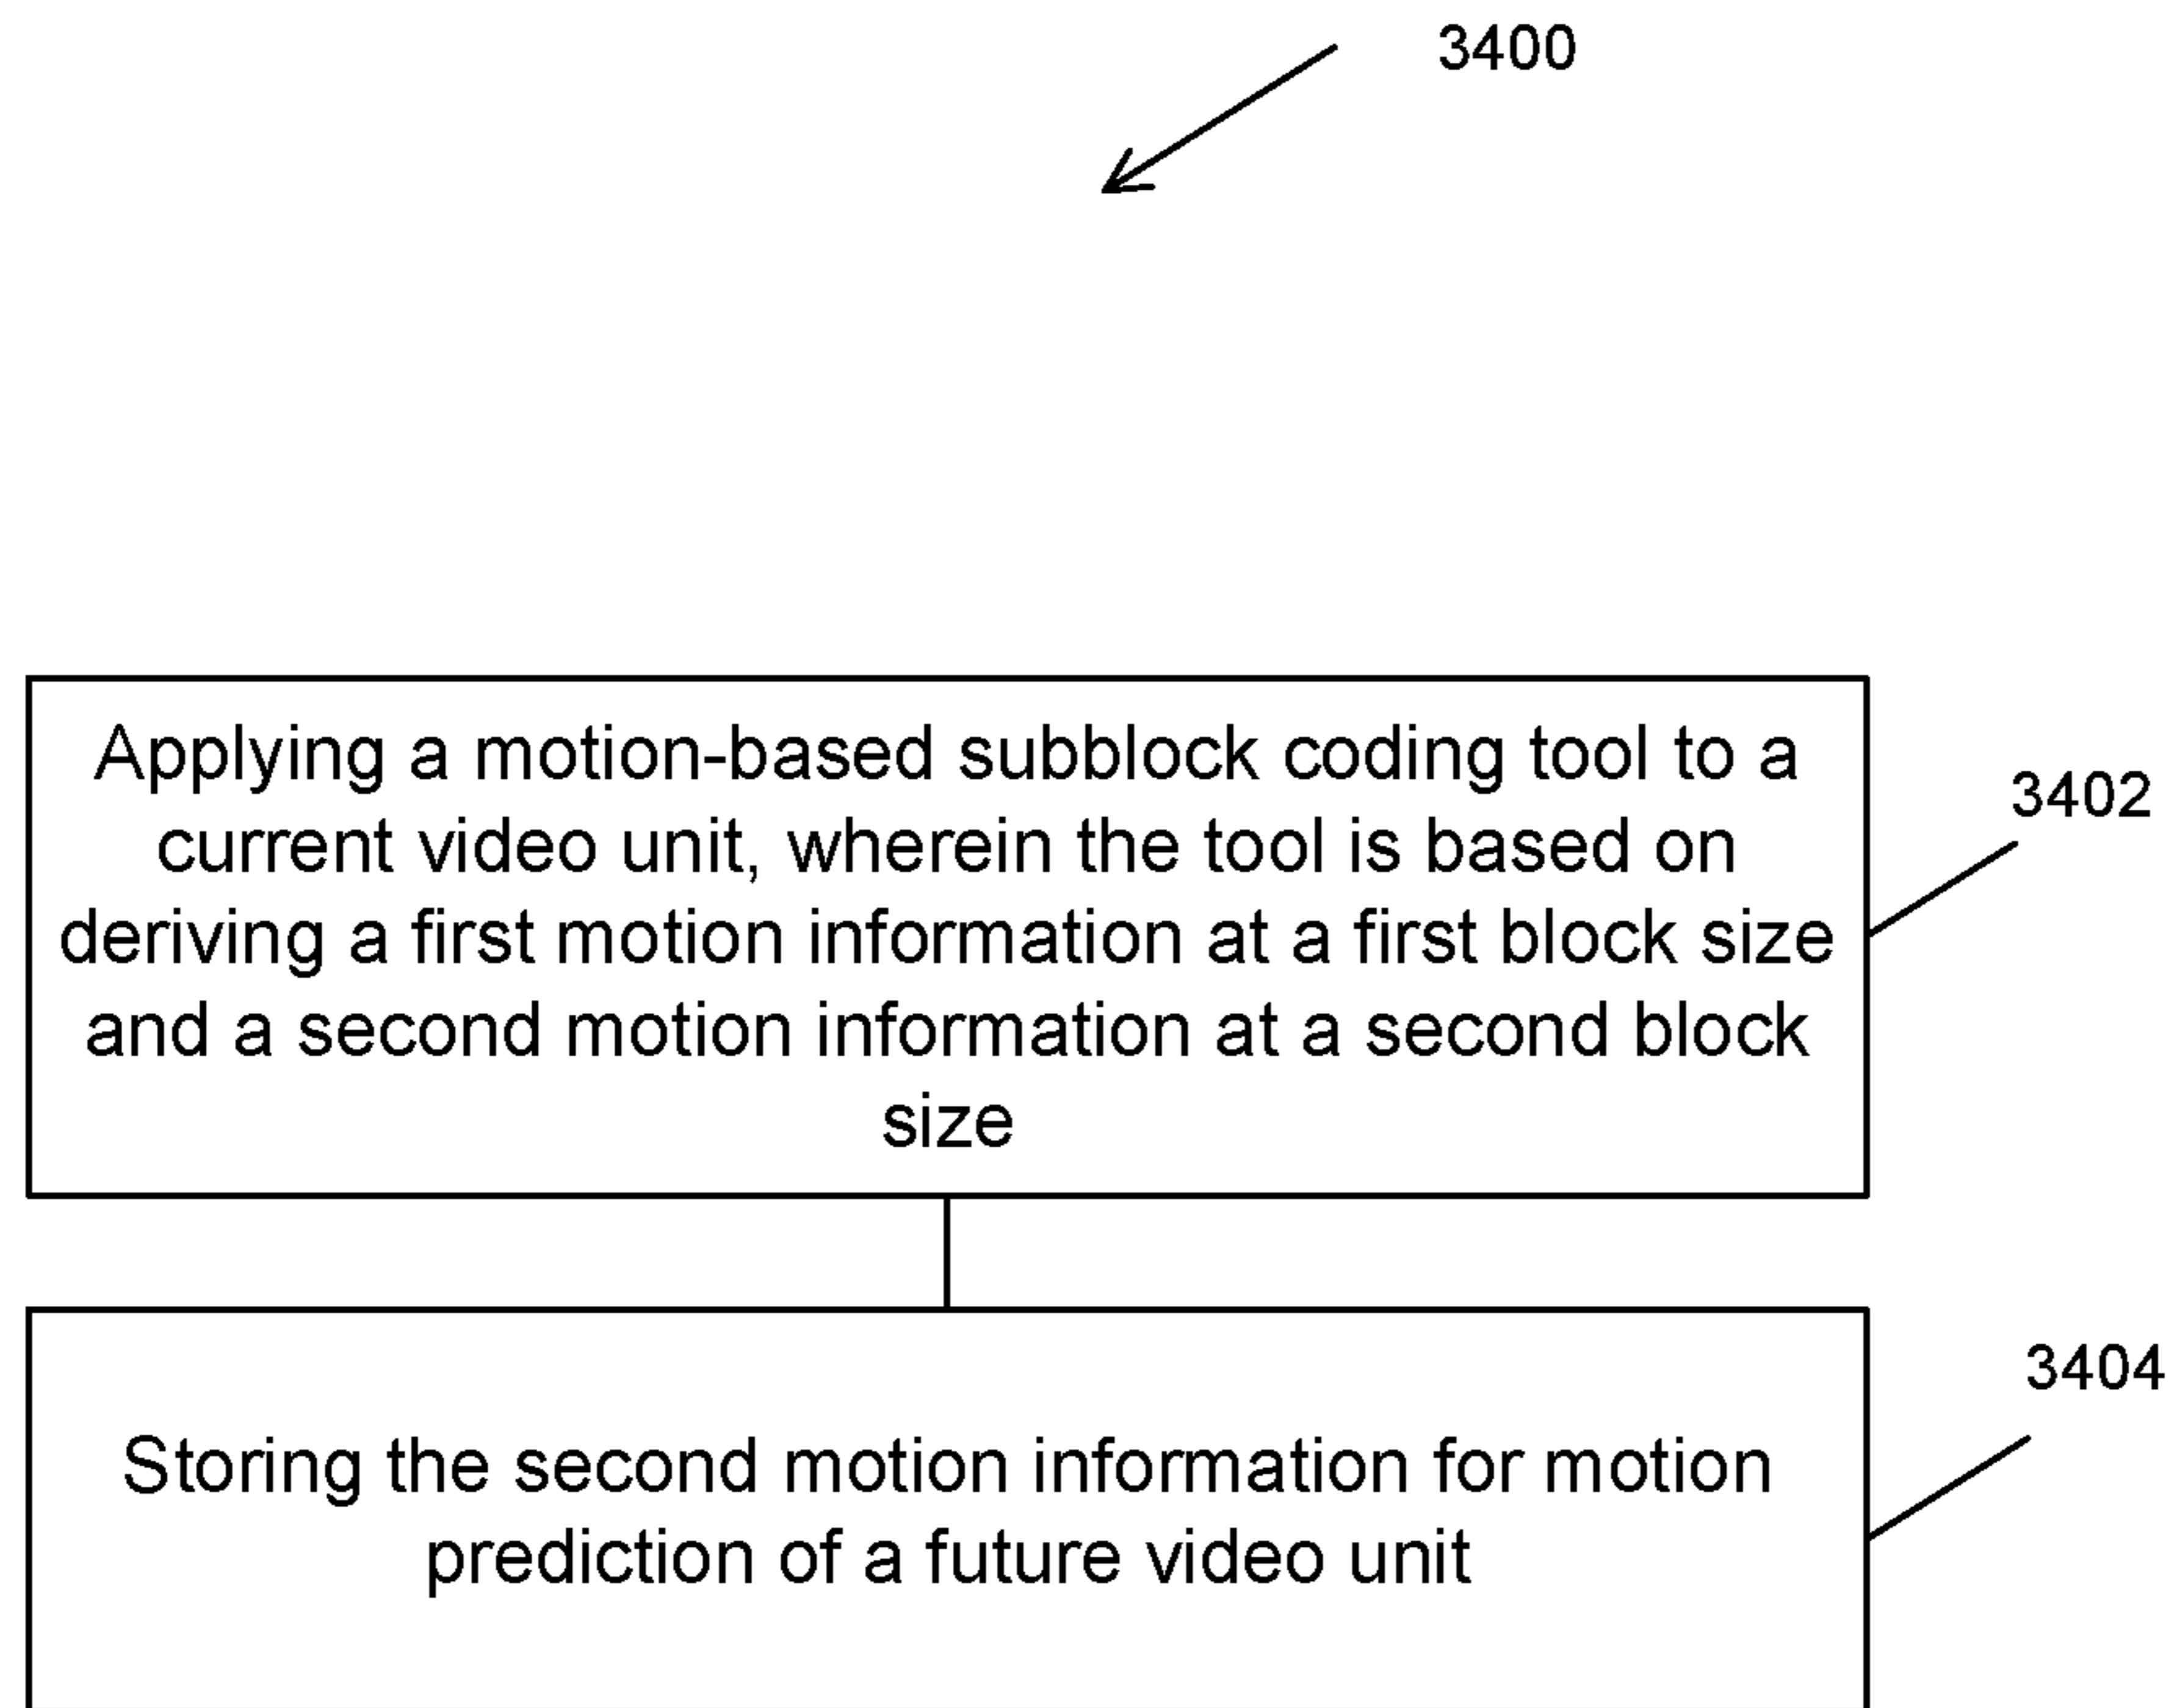 3400
Applying a motion-based subblock coding tool to a
current video unit, wherein the tool is based on
deriving a first motion information at a first block size
and a second motion information at a second block
size
3402
Storing the second motion information for motion
prediction of a future video unit
3404